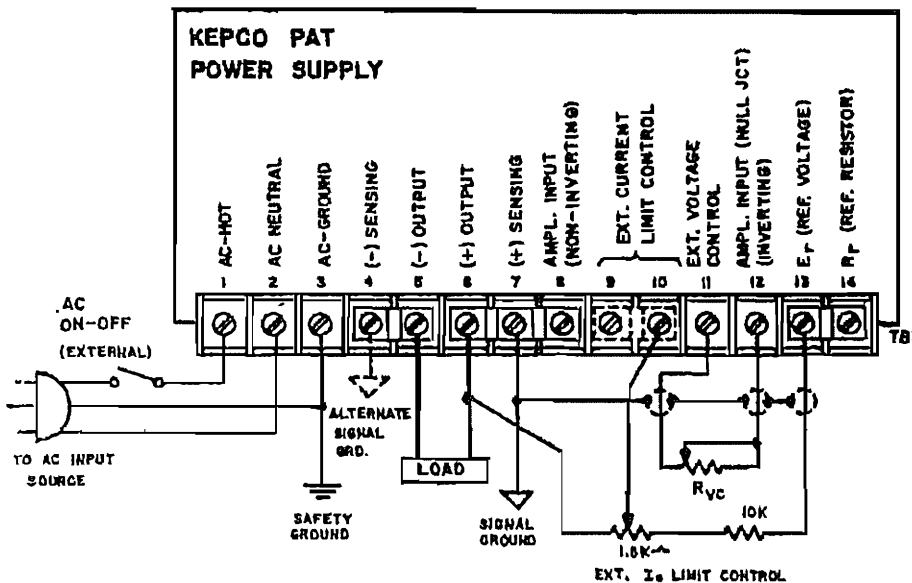 KEPCO PAT
POWER SUPPLY
AC-HOT
AC NEUTRAL
AC-GROUND
(-) SENSING
(-) OUTPUT
(+) OUTPUT
(+) SENSING
AMPL. INPUT
(NON-INVERTING)
EXT. CURRENT
LIMIT CONTROL
EXT. VOLTAGE
CONTROL
AMPL. INPUT (NULL JCT)
(INVERTING)
Er (REF. VOLTAGE)
Rr (REF. RESISTOR)
1 2 3 4 5 6 7 8 9 10 11 12 13 14
TB
AC
ON-OFF
(EXTERNAL)
TO AC INPUT
SOURCE
ALTERNATE
SIGNAL
GRD.
LOAD
SAFETY
GROUND
SIGNAL
GROUND
RVC
10K
1.8K
EXT. Io LIMIT CONTROL